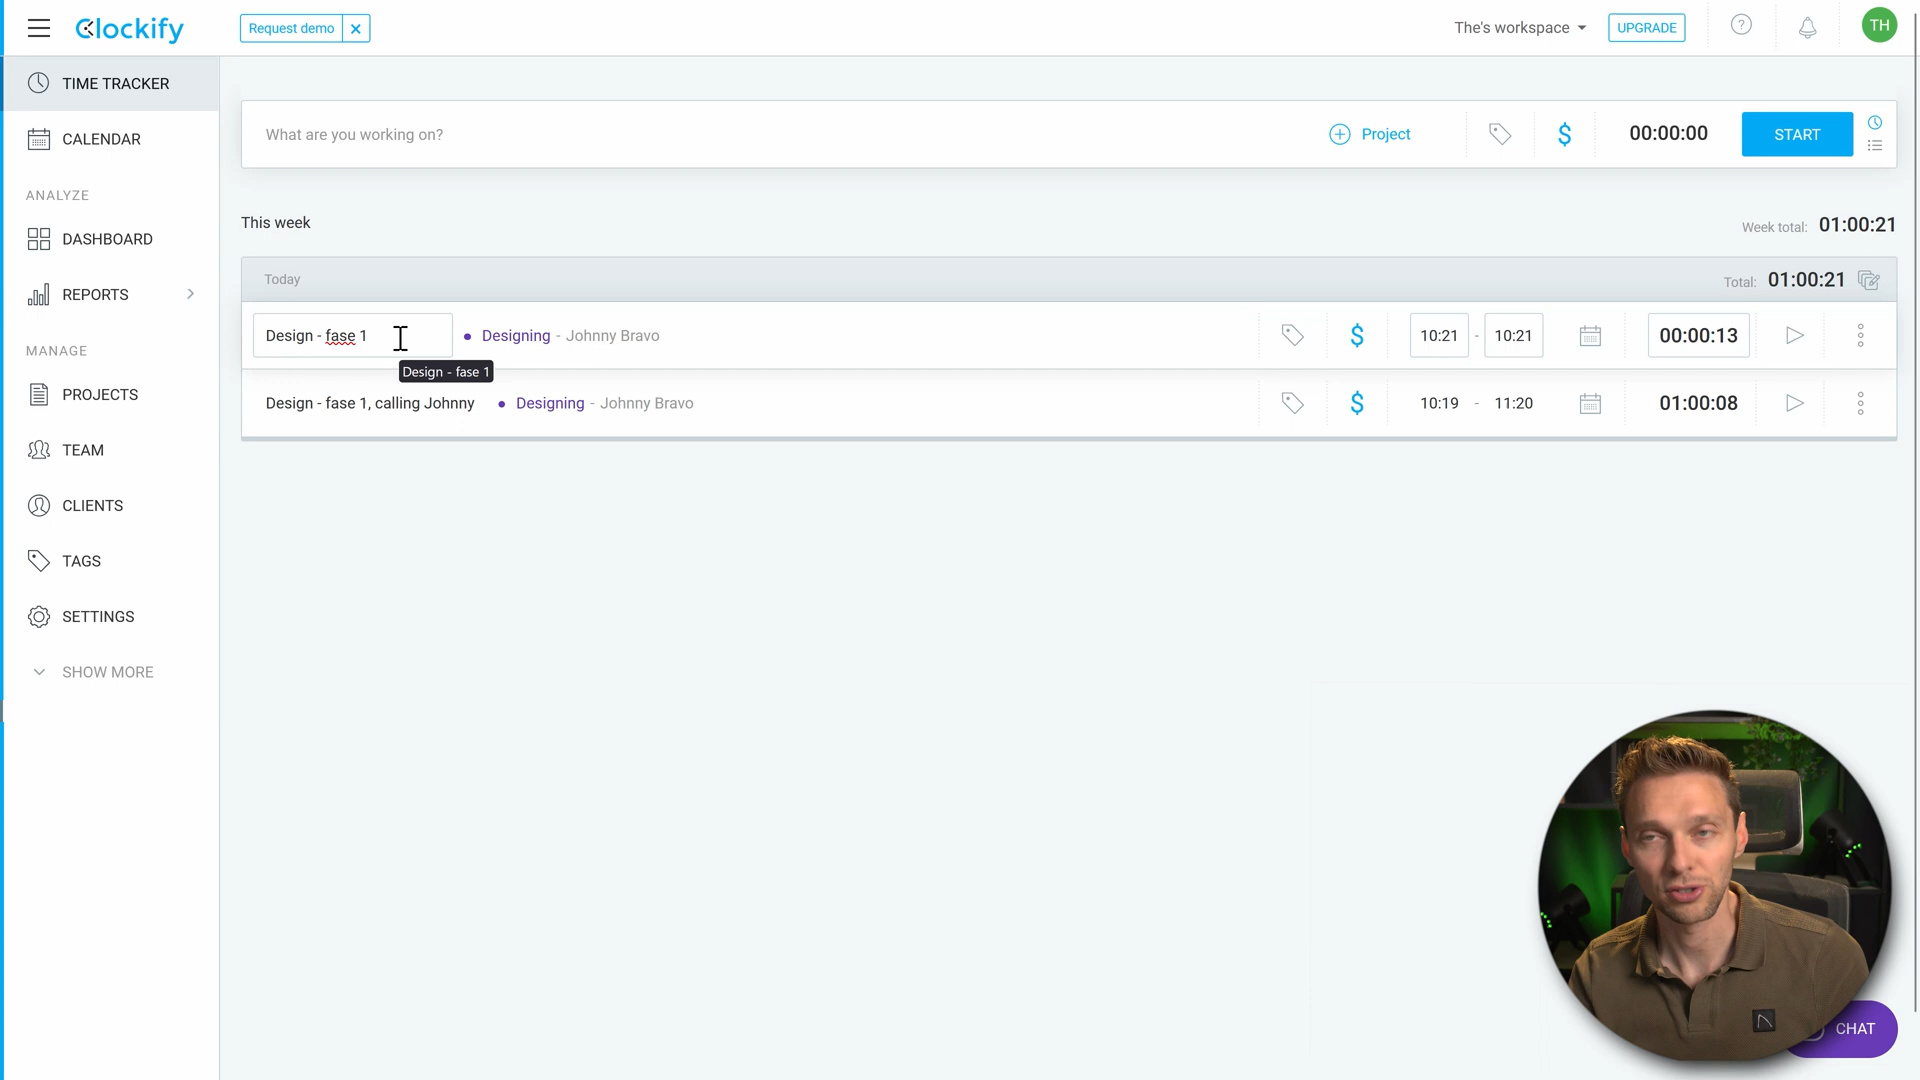 Clockify
Request demo
The's workspace
UPGRADE
?
TH
TIME TRACKER
CALENDAR
ANALYZE
DASHBOARD
REPORTS
MANAGE
PROJECTS
TEAM
CLIENTS
TAGS
SETTINGS
SHOW MORE
What are you working on?
Project
$
00:00:00
START
This week
Week total: 01:00:21
Today
Total: 01:00:21
Design - fase 1 • Designing - Johnny Bravo $ 10:21 - 10:21 00:00:13
Design - fase 1
Design - fase 1, calling Johnny • Designing - Johnny Bravo $ 10:19 - 11:20 01:00:08
CHAT